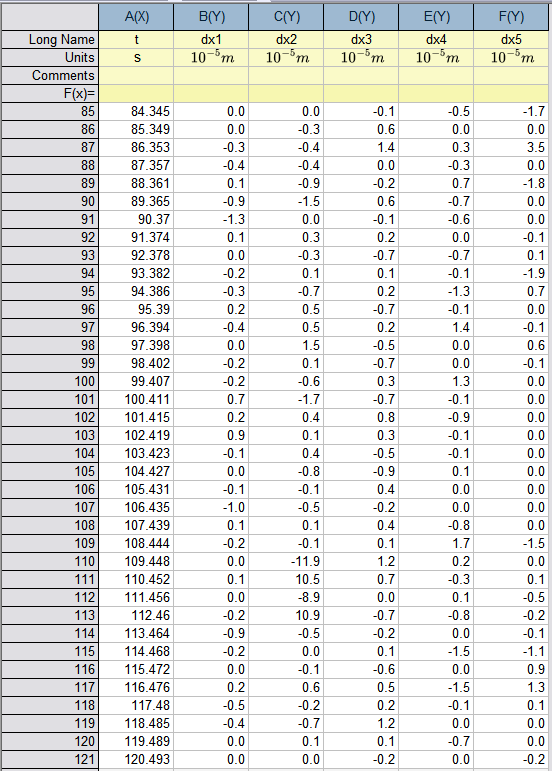 A(X) B(Y) C(Y) D(Y) E(Y) F(Y)
Long Name t dx1 dx2 dx3 dx4 dx5
Units s 10⁻⁵m 10⁻⁵m 10⁻⁵m 10⁻⁵m 10⁻⁵m
Comments
F(x)=
85 84.345 0.0 0.0 -0.1 -0.5 -1.7
86 85.349 0.0 -0.3 0.6 0.0 0.0
87 86.353 -0.3 -0.4 1.4 0.3 3.5
88 87.357 -0.4 -0.4 0.0 -0.3 0.0
89 88.361 0.1 -0.9 -0.2 0.7 -1.8
90 89.365 -0.9 -1.5 0.6 -0.7 0.0
91 90.37 -1.3 0.0 -0.1 -0.6 0.0
92 91.374 0.1 0.3 0.2 0.0 -0.1
93 92.378 0.0 -0.3 -0.7 -0.7 0.1
94 93.382 -0.2 0.1 0.1 -0.1 -1.9
95 94.386 -0.3 -0.7 0.2 -1.3 0.7
96 95.39 0.2 0.5 -0.7 -0.1 0.0
97 96.394 -0.4 0.5 0.2 1.4 -0.1
98 97.398 0.0 1.5 -0.5 0.0 0.6
99 98.402 -0.2 0.1 -0.7 0.0 -0.1
100 99.407 -0.2 -0.6 0.3 1.3 0.0
101 100.411 0.7 -1.7 -0.7 -0.1 0.0
102 101.415 0.2 0.4 0.8 -0.9 0.0
103 102.419 0.9 0.1 0.3 -0.1 0.0
104 103.423 -0.1 0.4 -0.5 -0.1 0.0
105 104.427 0.0 -0.8 -0.9 0.1 0.0
106 105.431 -0.1 -0.1 0.4 0.0 0.0
107 106.435 -1.0 -0.5 -0.2 0.0 0.0
108 107.439 0.1 0.1 0.4 -0.8 0.0
109 108.444 -0.2 -0.1 0.1 1.7 -1.5
110 109.448 0.0 -11.9 1.2 0.2 0.0
111 110.452 0.1 10.5 0.7 -0.3 0.1
112 111.456 0.0 -8.9 0.0 0.1 -0.5
113 112.46 -0.2 10.9 -0.7 -0.8 -0.2
114 113.464 -0.9 -0.5 -0.2 0.0 -0.1
115 114.468 -0.2 0.0 0.1 -1.5 -1.1
116 115.472 0.0 -0.1 -0.6 0.0 0.9
117 116.476 0.2 0.6 0.5 -1.5 1.3
118 117.48 -0.5 -0.2 0.2 -0.1 0.1
119 118.485 -0.4 -0.7 1.2 0.0 0.0
120 119.489 0.0 0.1 0.1 -0.7 0.0
121 120.493 0.0 0.0 -0.2 0.0 -0.2